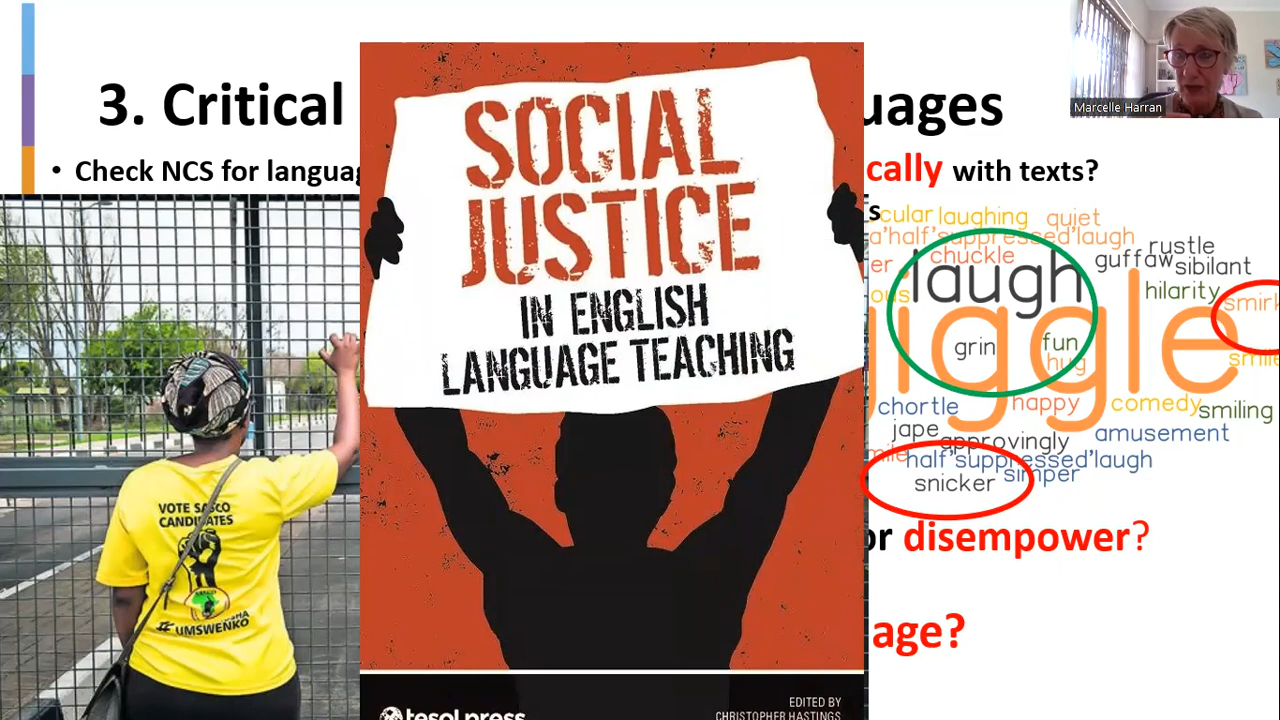 3. Critical
uages
Marcelle Harran
• Check NCS for languag
cally with texts?
s
SOCIAL
JUSTICE
IN ENGLISH
LANGUAGE TEACHING
cular laughing quiet
a'half'suppressed'laugh
chuckle
rustle
guffaw
sibilant
laugh
hilarity
smirk
iggle
grin
fun
hug
smile
chortle
happy
comedy
smiling
jape
approvingly
amusement
half'suppressed'laugh
snicker
simper
VOTE SASCO
CANDIDATES
UMSWENKO
or disempower?
age?
tesol press
EDITED BY
CHRISTOPHER HASTINGS